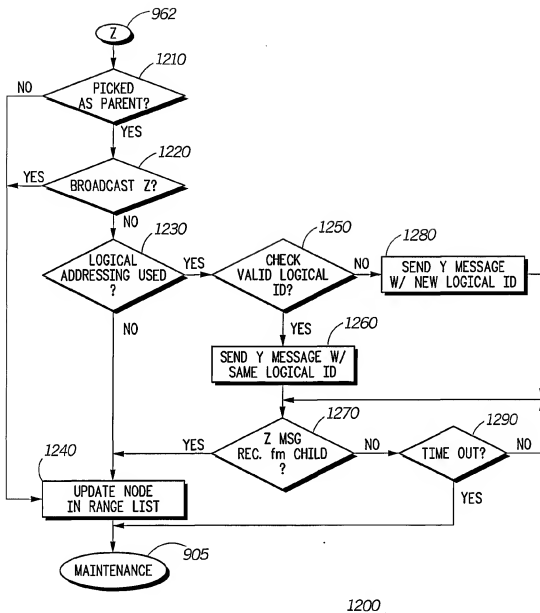 Z
962
1210
NO
PICKED
AS PARENT?
YES
1220
YES
BROADCAST Z?
NO
1230
1250
1280
LOGICAL
ADDRESSING USED
?
YES
CHECK
VALID LOGICAL
ID?
NO
SEND Y MESSAGE
W/ NEW LOGICAL ID
NO
YES
1260
SEND Y MESSAGE W/
SAME LOGICAL ID
1270
1290
1240
YES
Z MSG
REC. fm CHILD
?
NO
TIME OUT?
NO
UPDATE NODE
IN RANGE LIST
YES
905
MAINTENANCE
1200